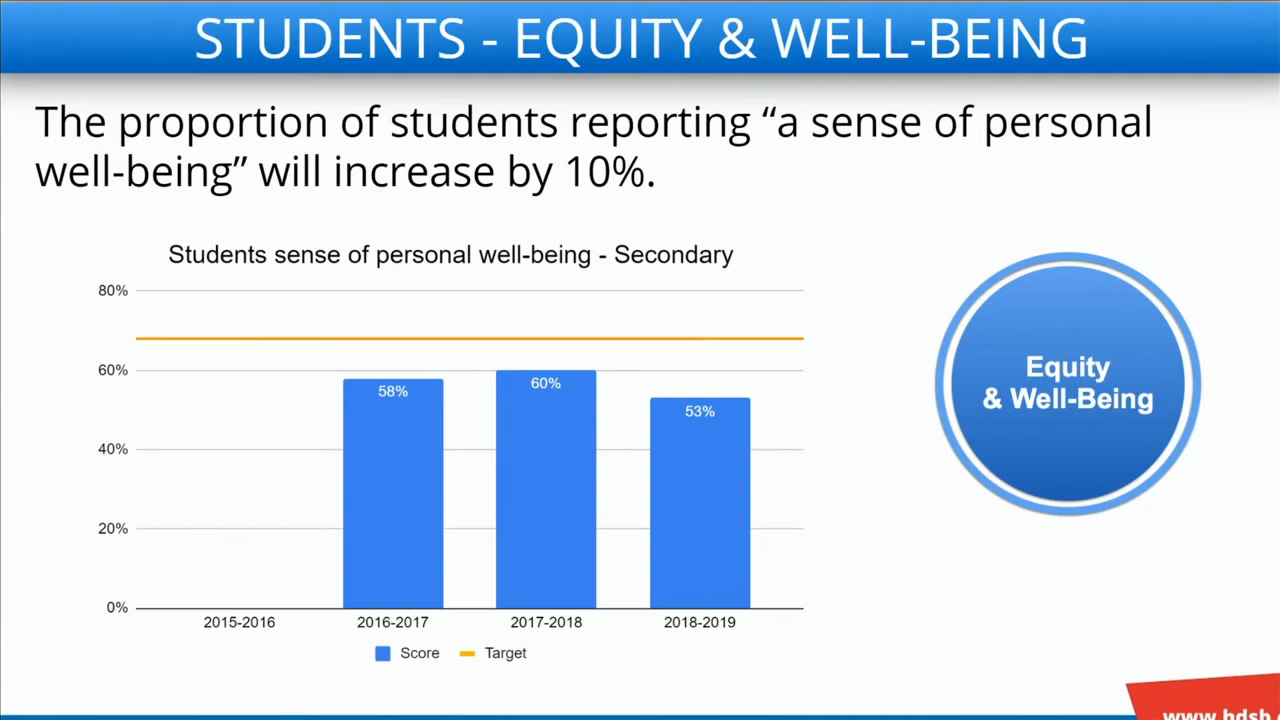 STUDENTS - EQUITY & WELL-BEING
The proportion of students reporting “a sense of personal
well-being” will increase by 10%.
Students sense of personal well-being - Secondary
80%
60%
40%
20%
0%
58%
60%
53%
2015-2016
2016-2017
2017-2018
2018-2019
Score
Target
Equity
& Well-Being